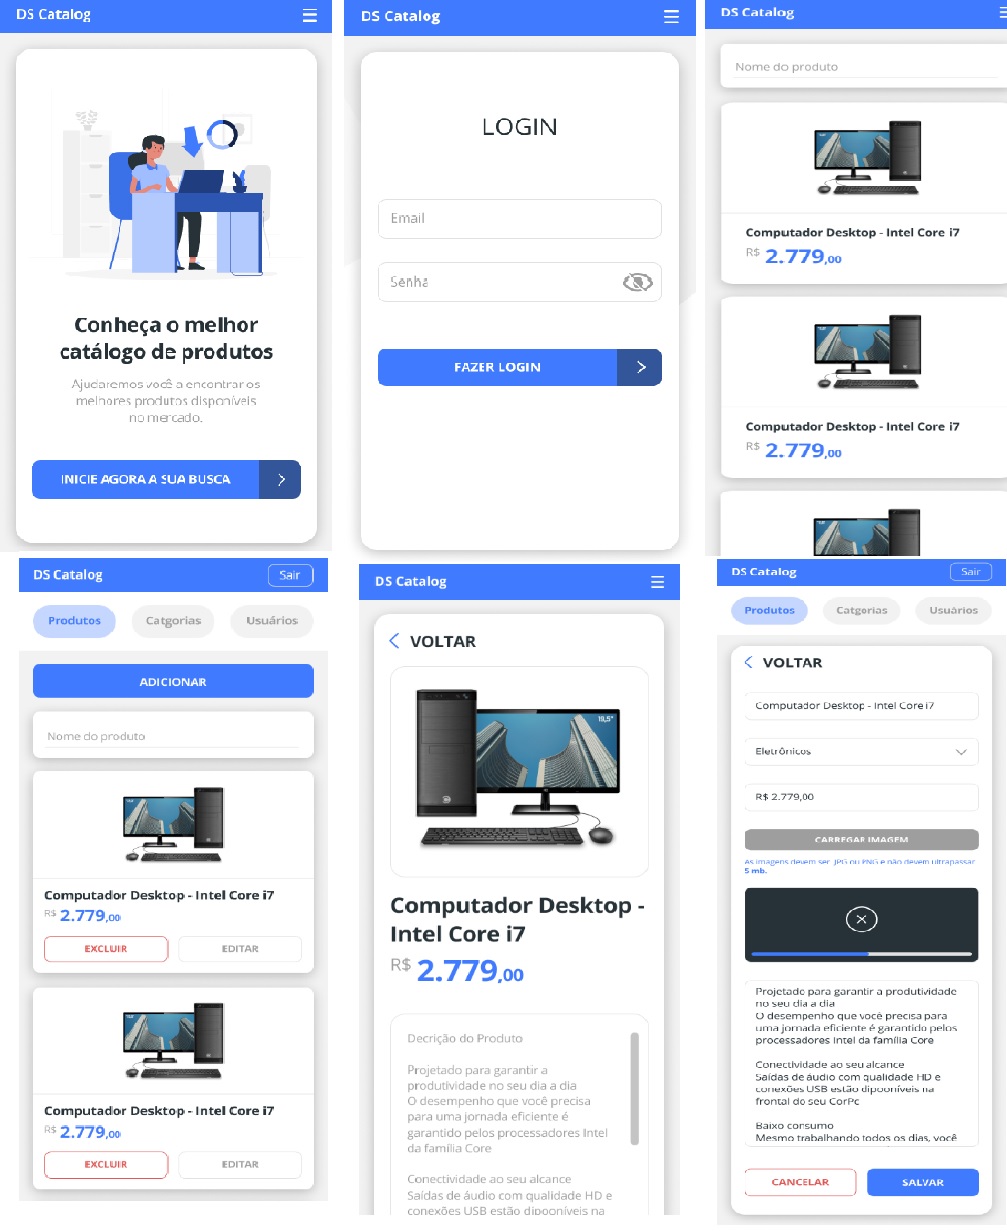 DS Catalog
Conheça o melhor
catálogo de produtos
Ajudaremos você a encontrar os
melhores produtos disponíveis
no mercado.
INICIE AGORA A SUA BUSCA
DS Catalog
LOGIN
Email
Senha
FAZER LOGIN
DS Catalog
Nome do produto
Computador Desktop - Intel Core i7
R$ 2.779,00
Computador Desktop - Intel Core i7
R$ 2.779,00
DS Catalog
Sair
Produtos
Catgorias
Usuários
ADICIONAR
Nome do produto
Computador Desktop - Intel Core i7
R$ 2.779,00
EXCLUIR
EDITAR
Computador Desktop - Intel Core i7
R$ 2.779,00
EXCLUIR
EDITAR
DS Catalog
VOLTAR
19,5"
Computador Desktop -
Intel Core i7
R$ 2.779,00
Decrição do Produto
Projetado para garantir a
produtividade no seu dia a dia
O desempenho que você precisa
para uma jornada eficiente é
garantido pelos processadores Intel
da família Core
Conectividade ao seu alcance
Saídas de áudio com qualidade HD e
conexões USB estão dipooníveis na
DS Catalog
Sair
Produtos
Catgorias
Usuários
VOLTAR
Computador Desktop - Intel Core i7
Eletrônicos
R$ 2.779,00
CARREGAR IMAGEM
As imagens devem ser JPG ou PNG e não devem ultrapassar
5 mb.
Projetado para garantir a produtividade
no seu dia a dia
O desempenho que você precisa para
uma jornada eficiente é garantido pelos
processadores Intel da família Core
Conectividade ao seu alcance
Saídas de áudio com qualidade HD e
conexões USB estão dipooníveis na
frontal do seu CorPc
Baixo consumo
Mesmo trabalhando todos os dias, você
CANCELAR
SALVAR